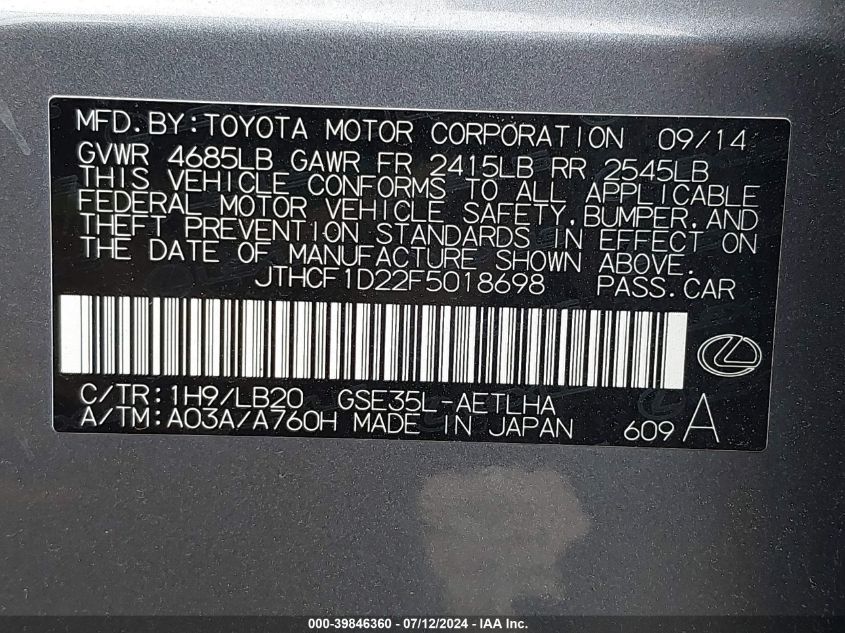 MFD.BY:TOYOTA MOTOR CORPORATION 09/14
GVWR 4685LB GAWR FR 2415LB RR 2545LB
THIS VEHICLE CONFORMS TO ALL APPLICABLE
FEDERAL MOTOR VEHICLE SAFETY,BUMPER,AND
THEFT PREVENTION STANDARDS IN EFFECT ON
THE DATE OF MANUFACTURE SHOWN ABOVE.
JTHCF1D22F5018698 PASS.CAR
C/TR:1H9/LB20 GSE35L-AETLHA
A/TM:A03A/A760H MADE IN JAPAN 609 A
000-39846360 - 07/12/2024 - IAA Inc.